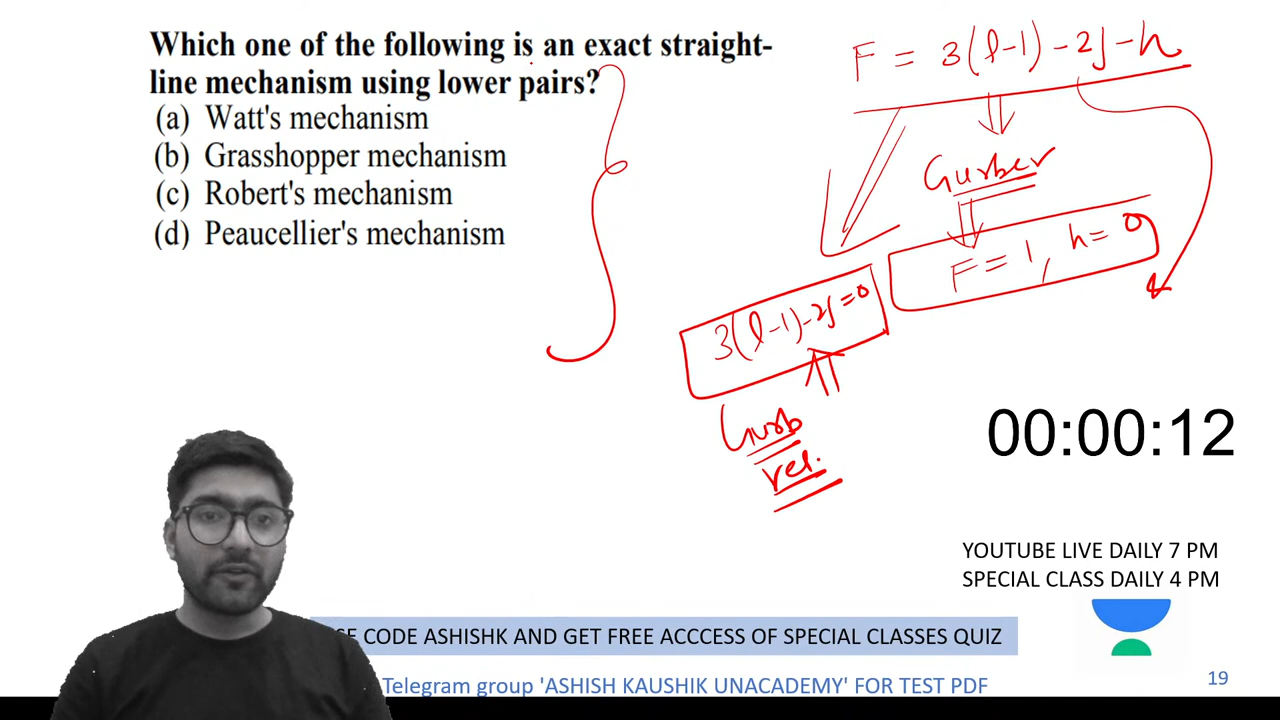 Which one of the following is an exact straight-
line mechanism using lower pairs?
(a) Watt's mechanism
(b) Grasshopper mechanism
(c) Robert's mechanism
(d) Peaucellier's mechanism
F = 3(l-1) - 2j - h
Gurber
F = 1, h = 0
3(l-1)-2j=0
Gurb
rel.
00:00:12
YOUTUBE LIVE DAILY 7 PM
SPECIAL CLASS DAILY 4 PM
SE CODE ASHISHK AND GET FREE ACCCESS OF SPECIAL CLASSES QUIZ
Telegram group 'ASHISH KAUSHIK UNACADEMY' FOR TEST PDF
19